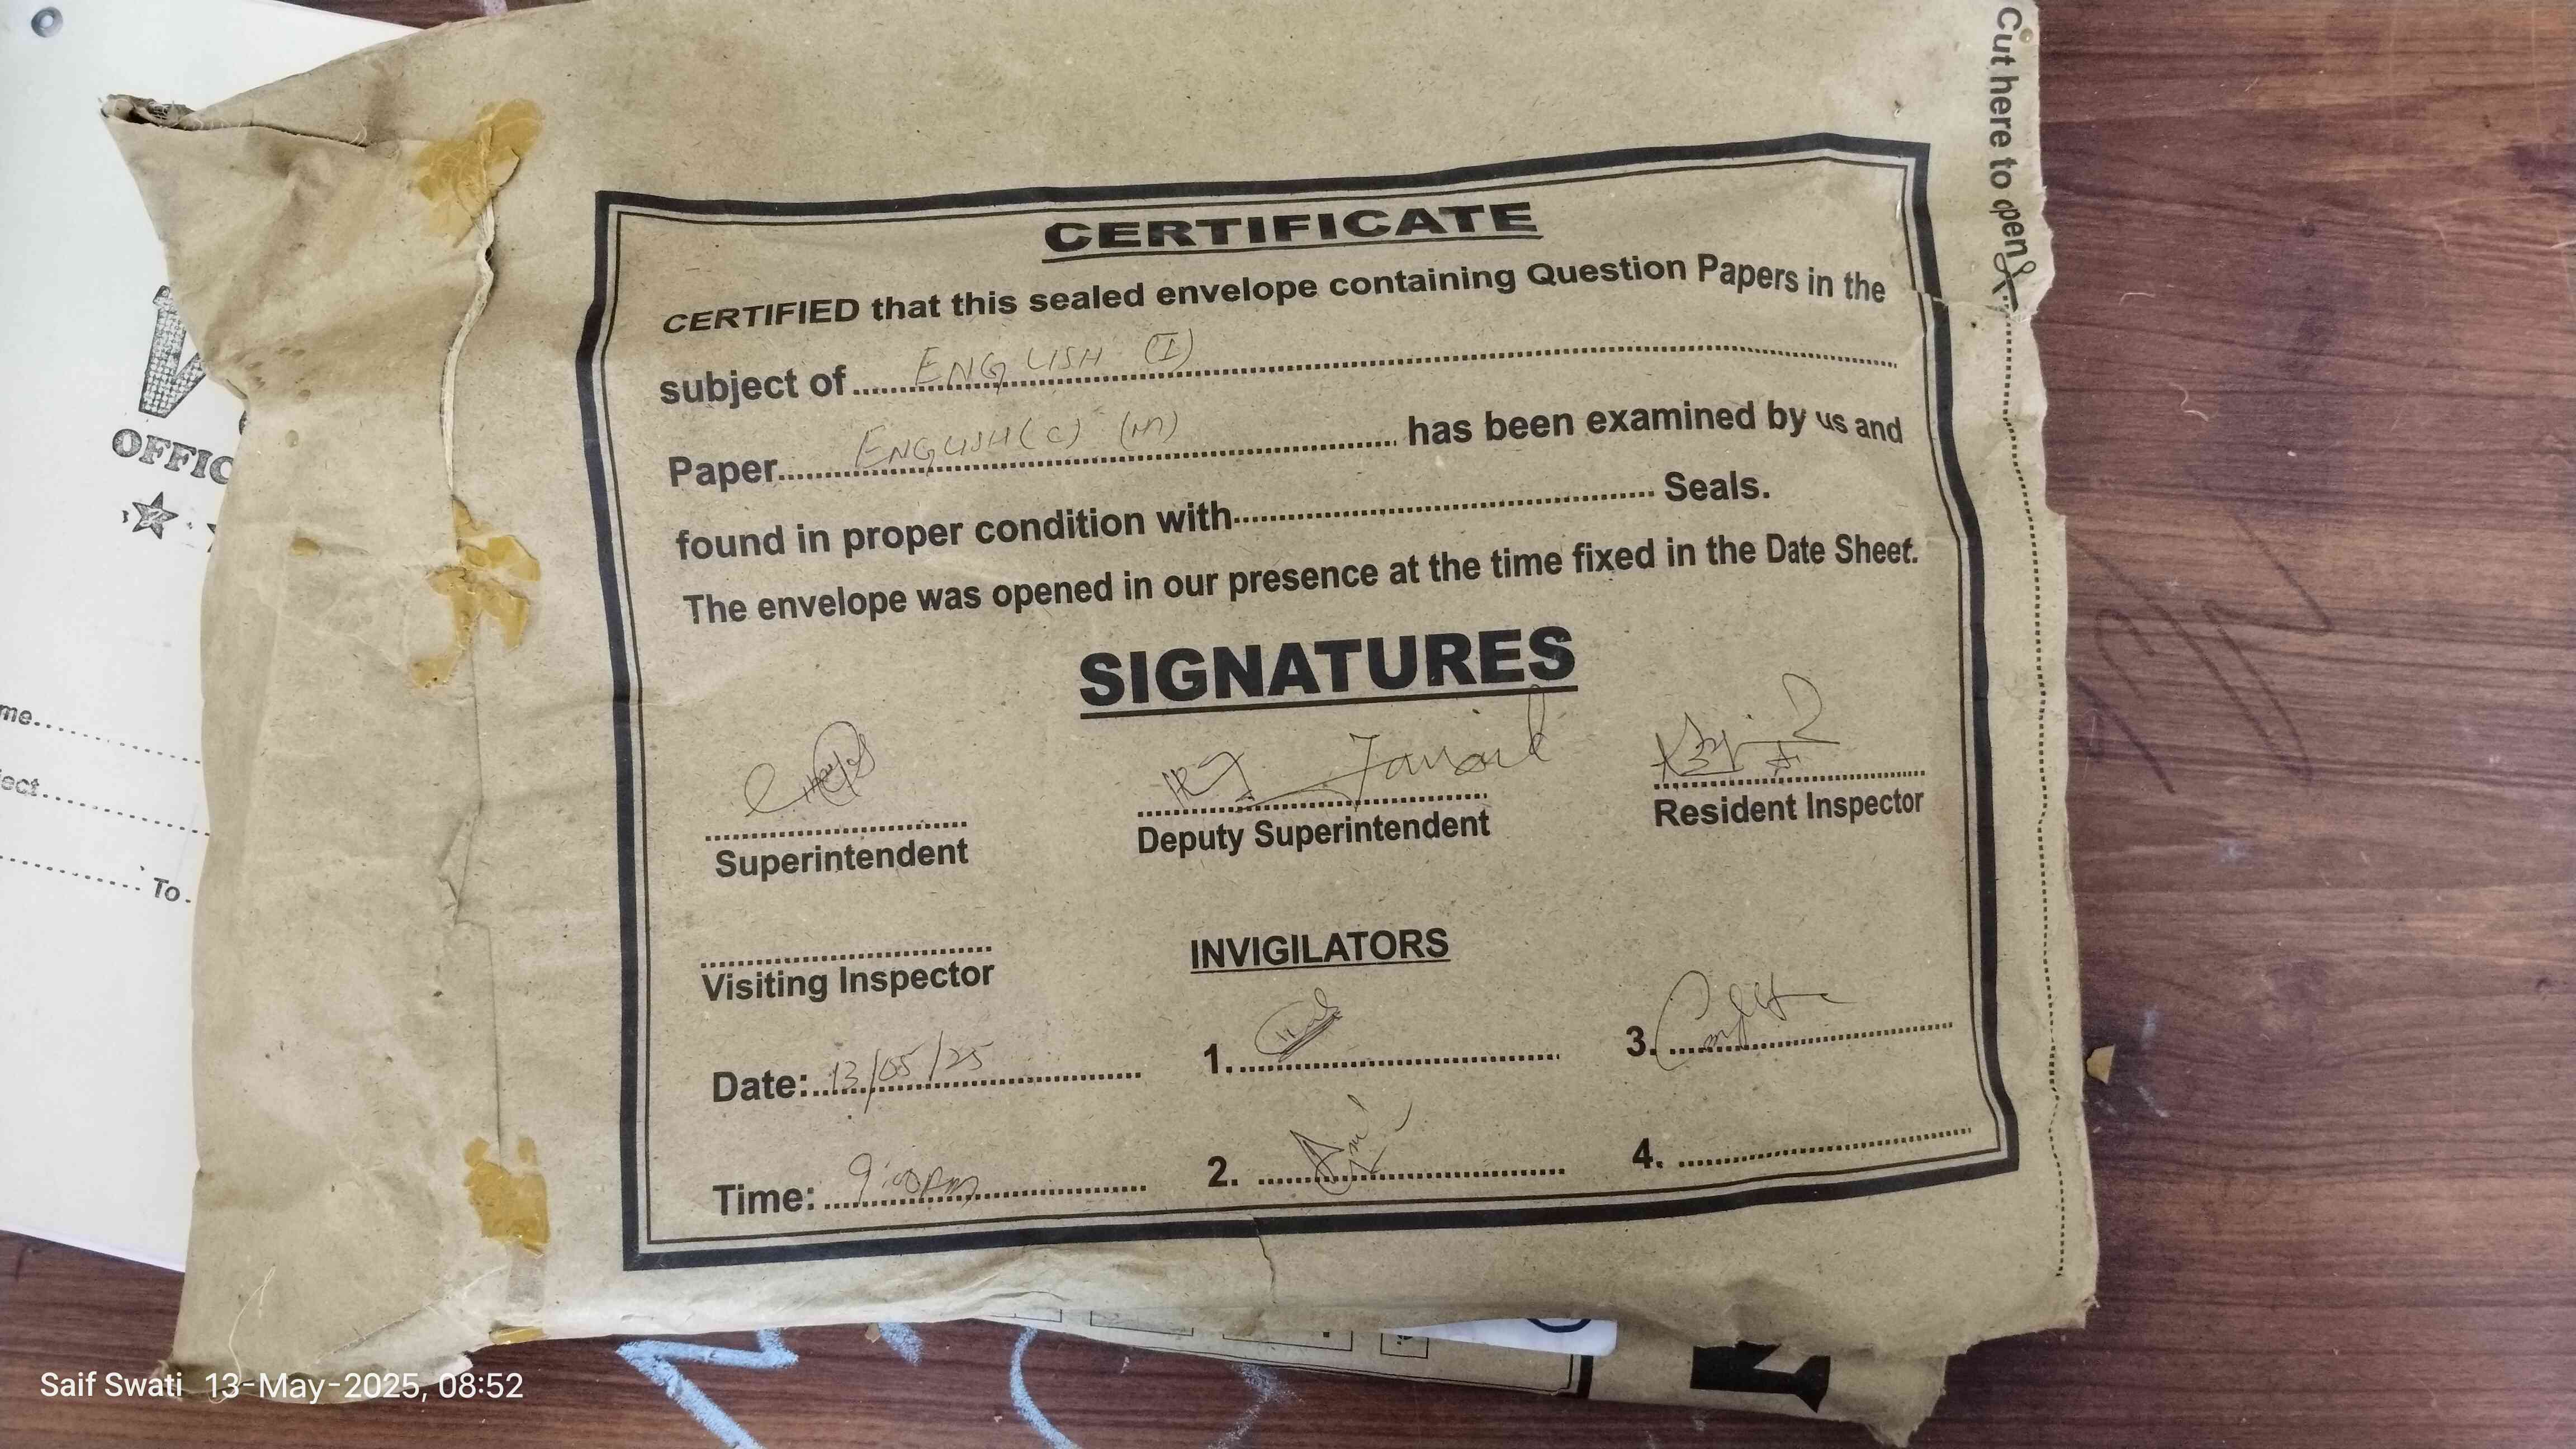 Cut here to open
CERTIFICATE
CERTIFIED that this sealed envelope containing Question Papers in the
subject of ENGLISH (I)
Paper ENGLISH (C) (M) has been examined by us and
found in proper condition with Seals.
The envelope was opened in our presence at the time fixed in the Date Sheet.
SIGNATURES
Javaid
Superintendent
Deputy Superintendent
Resident Inspector
Visiting Inspector
INVIGILATORS
Date: 13/05/25
1.
3.
Time: 9:00AM
2.
4.
OFFIC
me
ect
To
Saif Swati 13-May-2025, 08:52